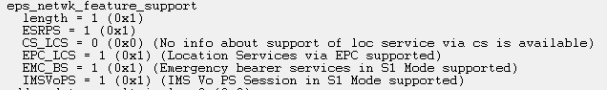 eps_netwk_feature_support
length = 1 (0x1)
ESRPS = 1 (0x1)
CS_LCS = 0 (0x0) (No info about support of loc service via cs is available)
EPC_LCS = 1 (0x1) (Location Services via EPC supported)
EMC_BS = 1 (0x1) (Emergency bearer services in S1 Mode supported)
IMSVoPS = 1 (0x1) (IMS Vo PS Session in S1 Mode supported)